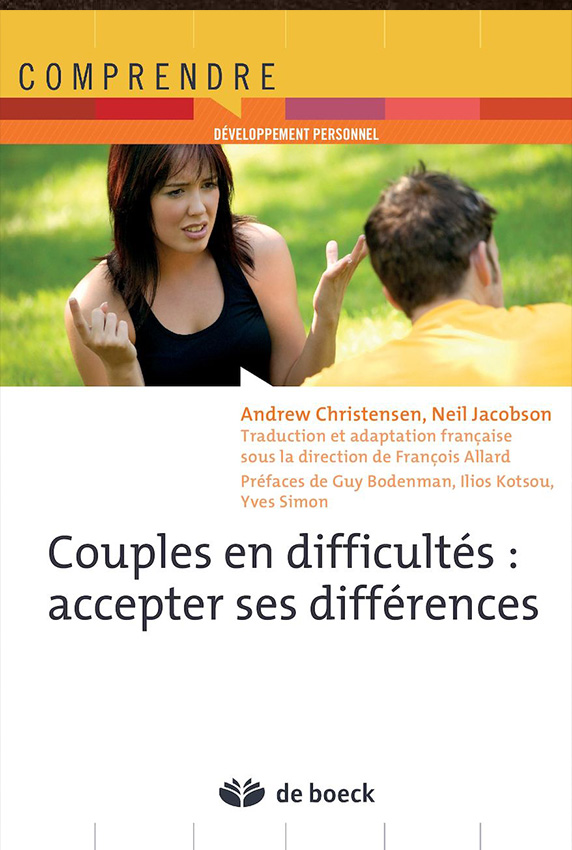 COMPRENDRE
DÉVELOPPEMENT PERSONNEL
Andrew Christensen, Neil Jacobson
Traduction et adaptation française
sous la direction de François Allard
Préfaces de Guy Bodenman, Ilios Kotsou,
Yves Simon
Couples en difficultés :
accepter ses différences
de boeck